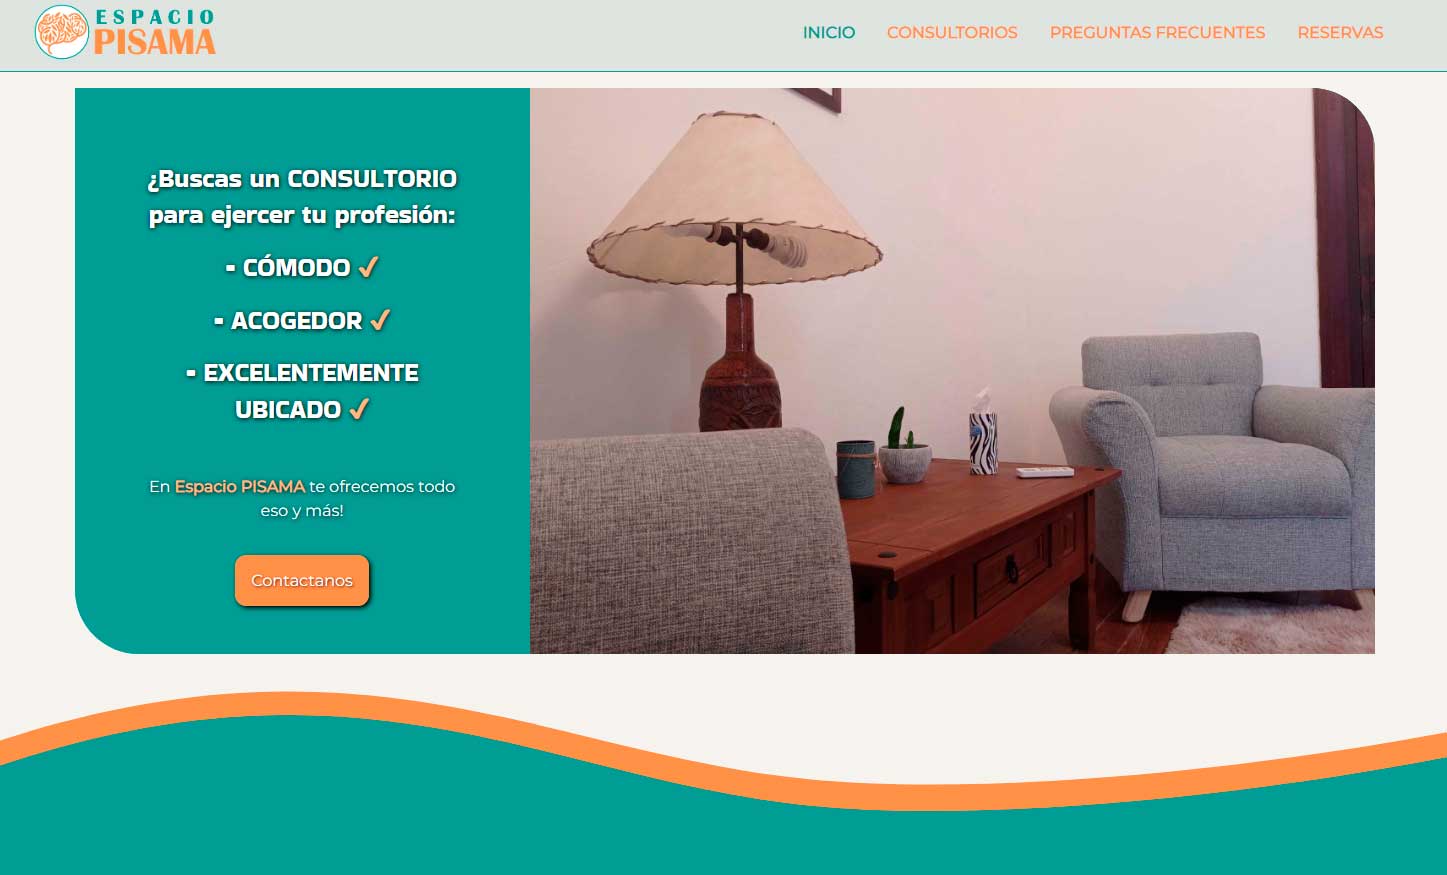 ESPACIO
PISAMA
INICIO
CONSULTORIOS
PREGUNTAS FRECUENTES
RESERVAS
¿Buscas un CONSULTORIO
para ejercer tu profesión:
- CÓMODO ✔
- ACOGEDOR ✔
- EXCELENTEMENTE
UBICADO ✔
En Espacio PISAMA te ofrecemos todo
eso y más!
Contactanos